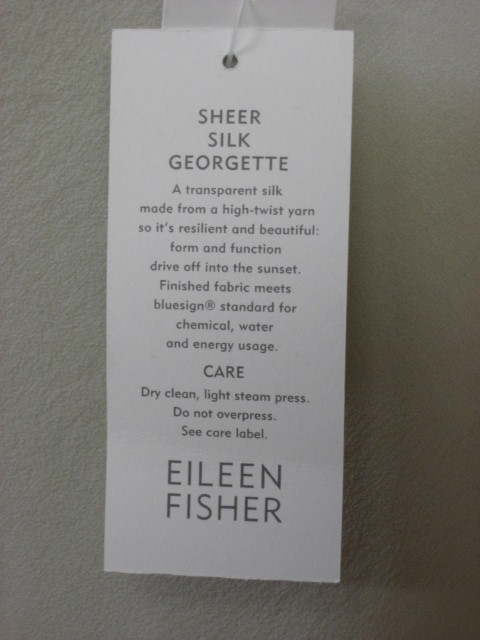 SHEER
SILK
GEORGETTE
A transparent silk
made from a high-twist yarn
so it's resilient and beautiful:
form and function
drive off into the sunset.
Finished fabric meets
bluesign® standard for
chemical, water
and energy usage.
CARE
Dry clean, light steam press.
Do not overpress.
See care label.
EILEEN
FISHER